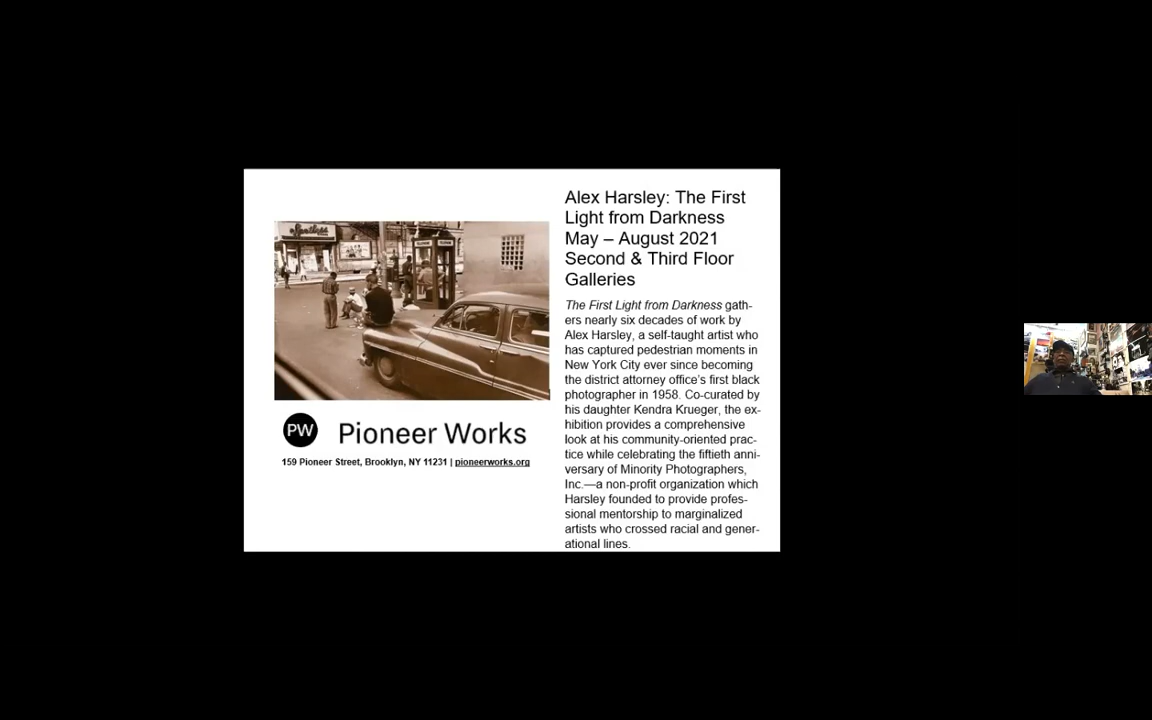 Alex Harsley: The First
Light from Darkness
May – August 2021
Second & Third Floor
Galleries
The First Light from Darkness gath-
ers nearly six decades of work by
Alex Harsley, a self-taught artist who
has captured pedestrian moments in
New York City ever since becoming
the district attorney office's first black
photographer in 1958. Co-curated by
his daughter Kendra Krueger, the ex-
hibition provides a comprehensive
look at his community-oriented prac-
tice while celebrating the fiftieth anni-
versary of Minority Photographers,
Inc.—a non-profit organization which
Harsley founded to provide profes-
sional mentorship to marginalized
artists who crossed racial and gener-
ational lines.
PW Pioneer Works
159 Pioneer Street, Brooklyn, NY 11231 | pioneerworks.org